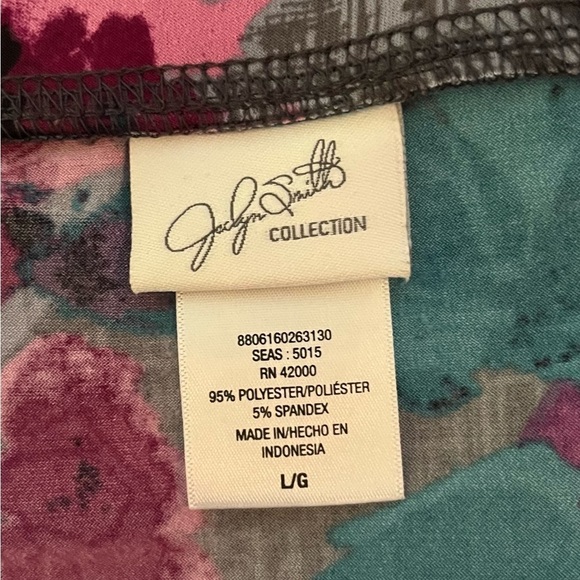 Jaclyn Smith
COLLECTION
8806160263130
SEAS : 5015
RN 42000
95% POLYESTER/POLIÉSTER
5% SPANDEX
MADE IN/HECHO EN
INDONESIA
L/G